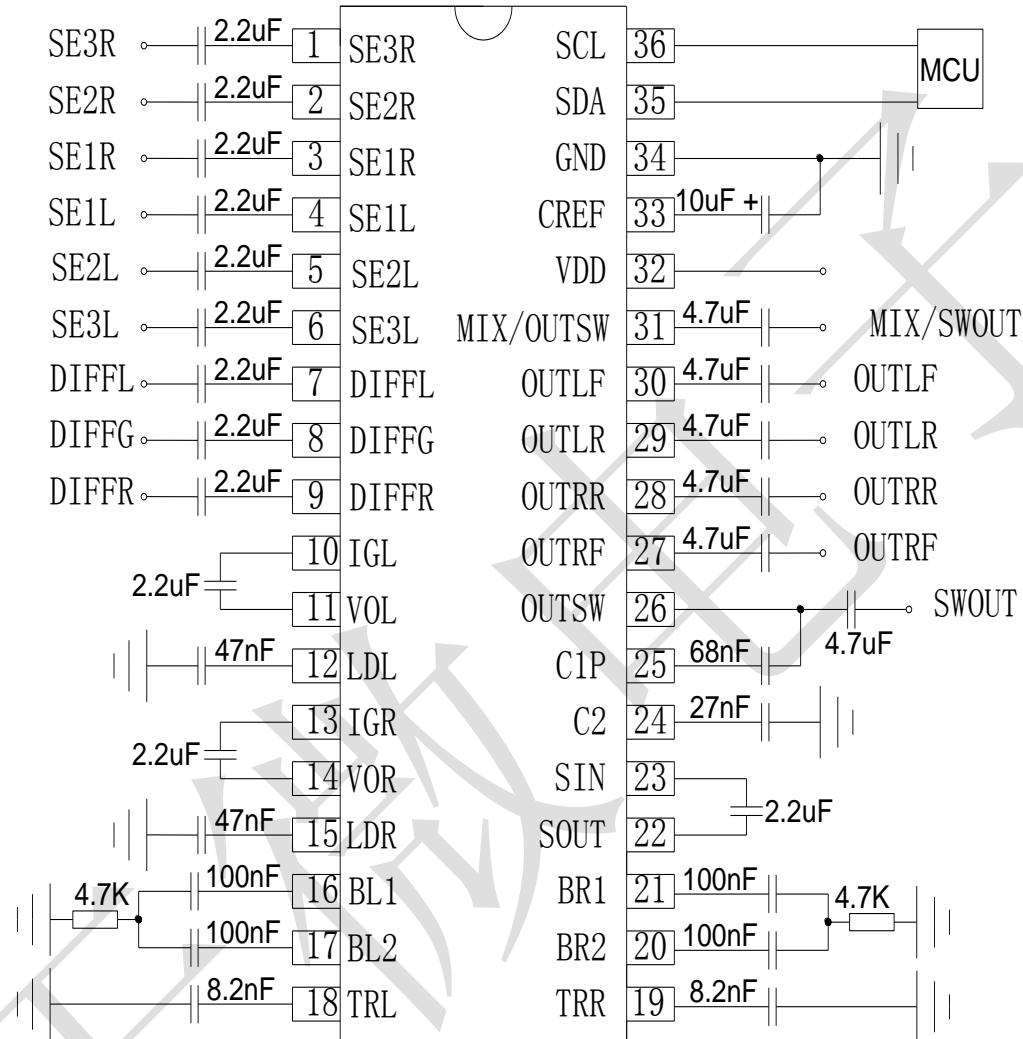 SE3R 2.2uF 1 SE3R SCL 36
MCU
SE2R 2.2uF 2 SE2R SDA 35
SE1R 2.2uF 3 SE1R GND 34
SE1L 2.2uF 4 SE1L CREF 33 10uF +
SE2L 2.2uF 5 SE2L VDD 32
SE3L 2.2uF 6 SE3L MIX/OUTSW 31 4.7uF MIX/SWOUT
DIFFL 2.2uF 7 DIFFL OUTLF 30 4.7uF OUTLF
DIFFG 2.2uF 8 DIFFG OUTLR 29 4.7uF OUTLR
DIFFR 2.2uF 9 DIFFR OUTRR 28 4.7uF OUTRR
10 IGL OUTRF 27 4.7uF OUTRF
2.2uF
11 VOL OUTSW 26 SWOUT
4.7uF
47nF 12 LDL C1P 25 68nF
13 IGR C2 24 27nF
2.2uF
14 VOR SIN 23
2.2uF
47nF 15 LDR SOUT 22
4.7K 100nF 16 BL1 BR1 21 100nF 4.7K
100nF 17 BL2 BR2 20 100nF
8.2nF 18 TRL TRR 19 8.2nF
微电子